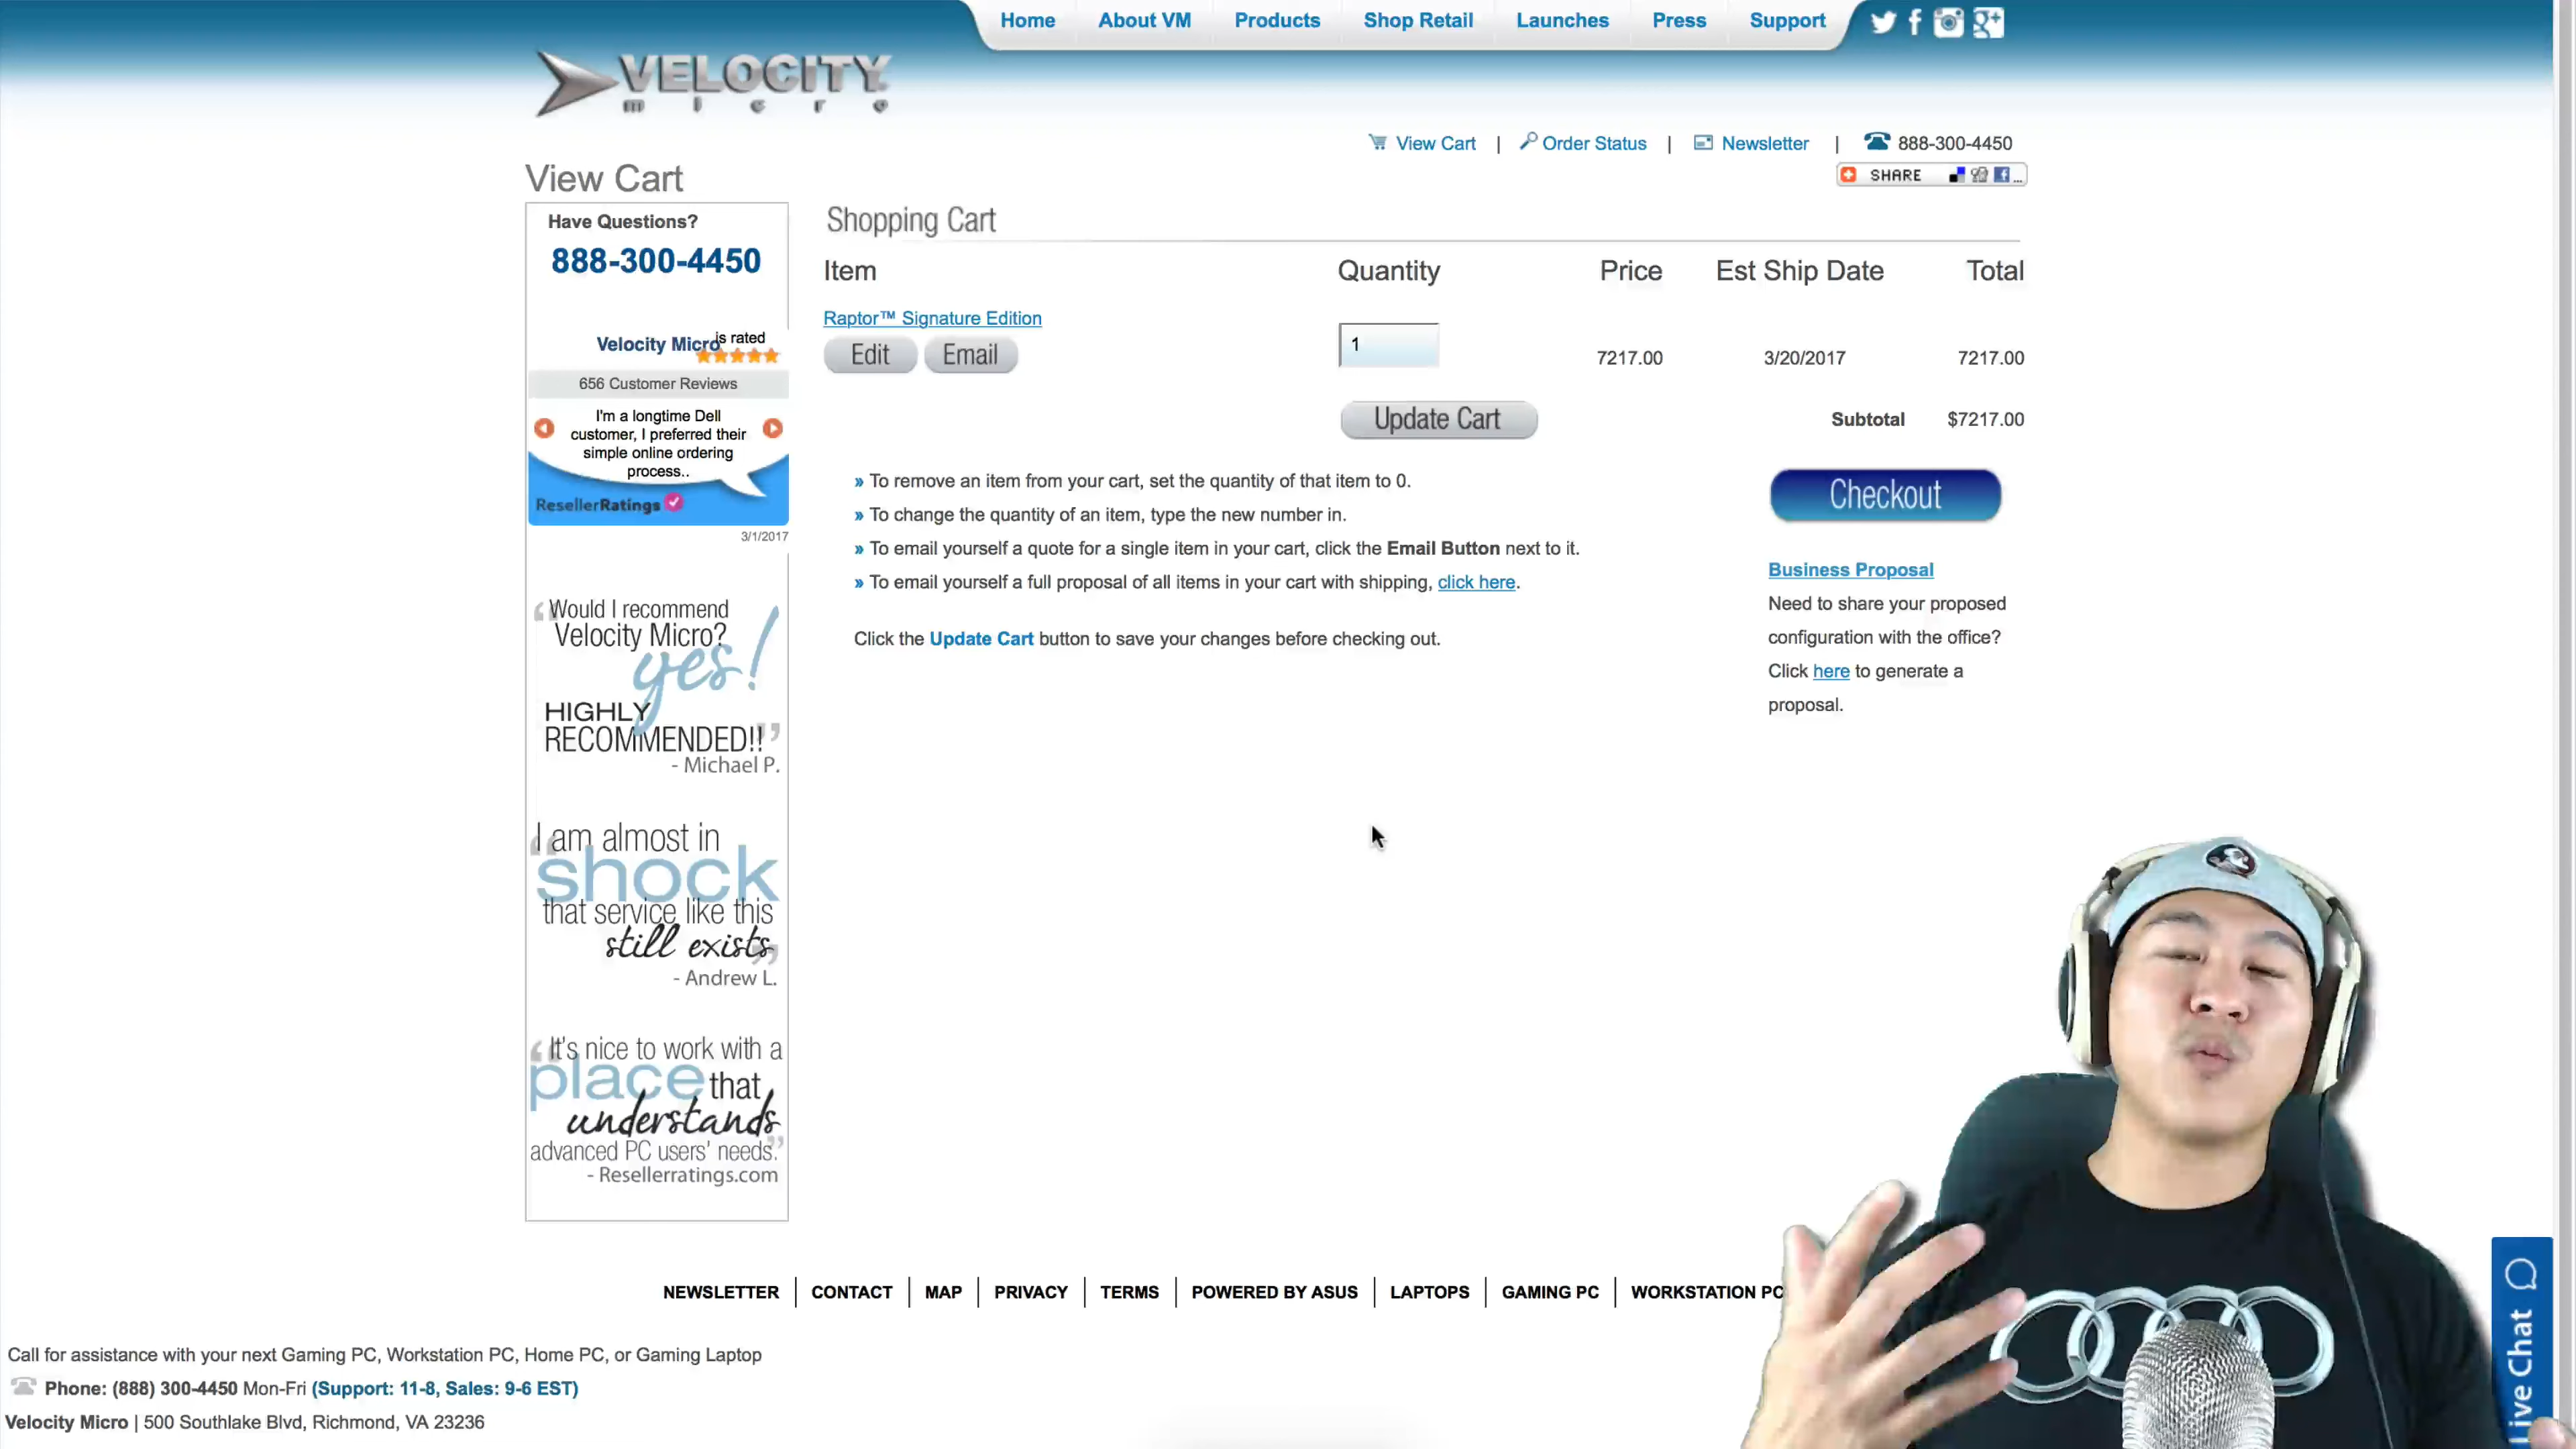 Home About VM Products Shop Retail Launches Press Support
VELOCITY
micro
View Cart | Order Status | Newsletter | 888-300-4450
SHARE ...
View Cart
Have Questions?
888-300-4450
Velocity Micro is rated
656 Customer Reviews
I'm a longtime Dell
customer, I preferred their
simple online ordering
process..
ResellerRatings
3/1/2017
“Would I recommend
Velocity Micro?
yes!
HIGHLY
RECOMMENDED!!”
- Michael P.
“I am almost in
shock
that service like this
still exists”
- Andrew L.
“It's nice to work with a
place that
understands
advanced PC users' needs.”
- Resellerratings.com
Shopping Cart
Item Quantity Price Est Ship Date Total
Raptor™ Signature Edition
Edit Email 1 7217.00 3/20/2017 7217.00
Update Cart Subtotal $7217.00
» To remove an item from your cart, set the quantity of that item to 0.
» To change the quantity of an item, type the new number in.
» To email yourself a quote for a single item in your cart, click the Email Button next to it.
» To email yourself a full proposal of all items in your cart with shipping, click here.
Click the Update Cart button to save your changes before checking out.
Checkout
Business Proposal
Need to share your proposed
configuration with the office?
Click here to generate a
proposal.
NEWSLETTER | CONTACT | MAP | PRIVACY | TERMS | POWERED BY ASUS | LAPTOPS | GAMING PC | WORKSTATION PC
Call for assistance with your next Gaming PC, Workstation PC, Home PC, or Gaming Laptop
Phone: (888) 300-4450 Mon-Fri (Support: 11-8, Sales: 9-6 EST)
Velocity Micro | 500 Southlake Blvd, Richmond, VA 23236
Live Chat